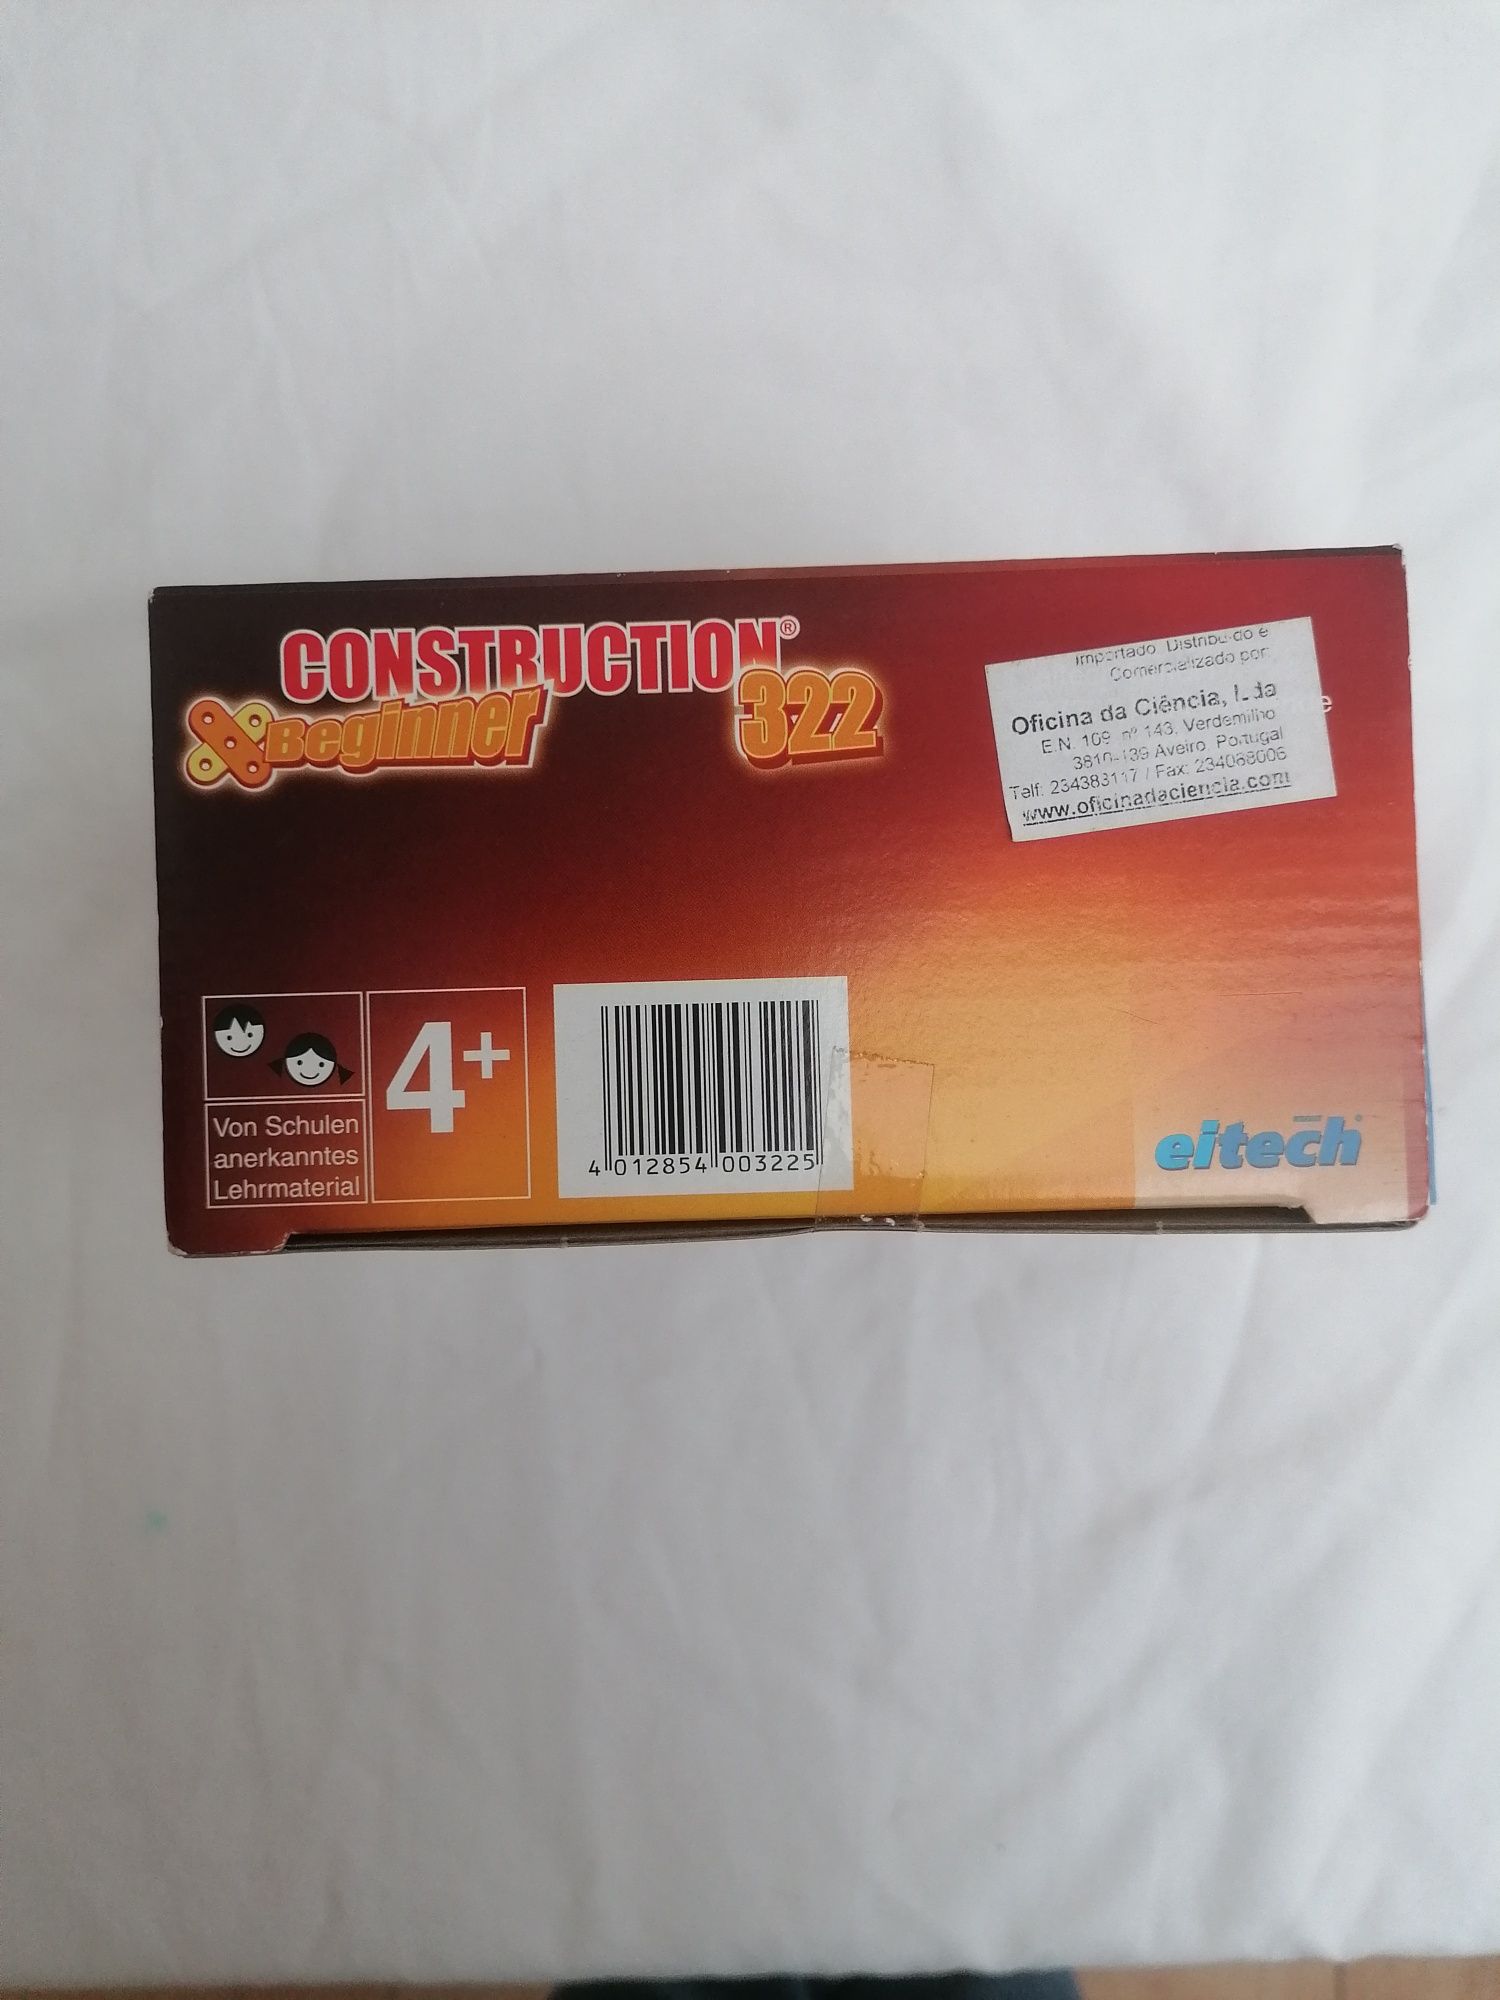 CONSTRUCTION®
Beginner 322
Importado Distribuido e
Comercializado por:
Oficina da Ciência, Lda
E.N. 109 nº 143, Verdemilho
3810-139 Aveiro, Portugal
Telf: 234383117 / Fax: 234088006
www.oficinadaciencia.com
4+
Von Schulen
anerkanntes
Lehrmaterial
4 012854 003225
eitech